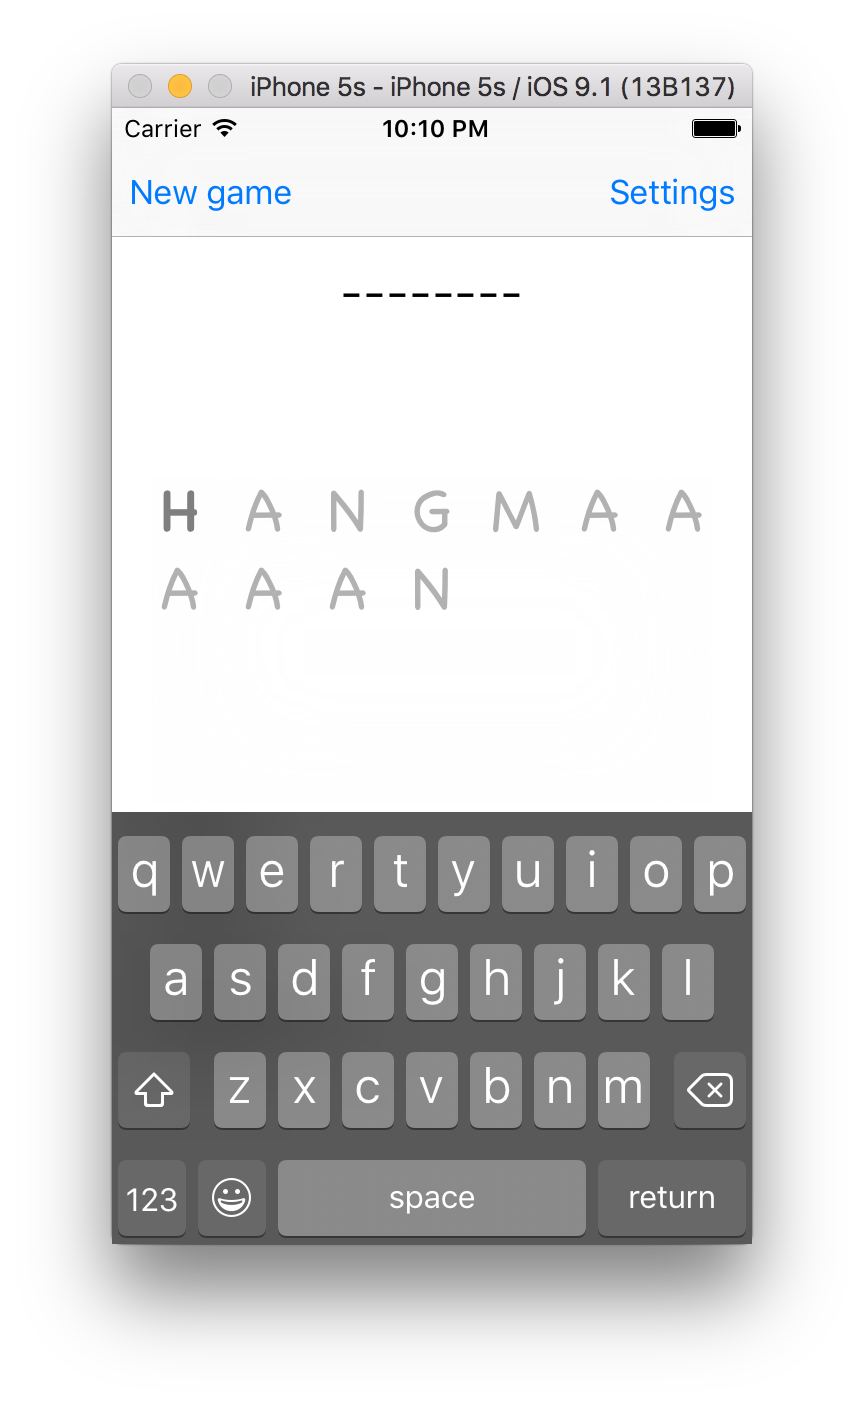 iPhone 5s - iPhone 5s / iOS 9.1 (13B137)
Carrier 10:10 PM
New game Settings
--------
H A N G M A A
A A A N
q w e r t y u i o p
a s d f g h j k l
z x c v b n m
123 space return